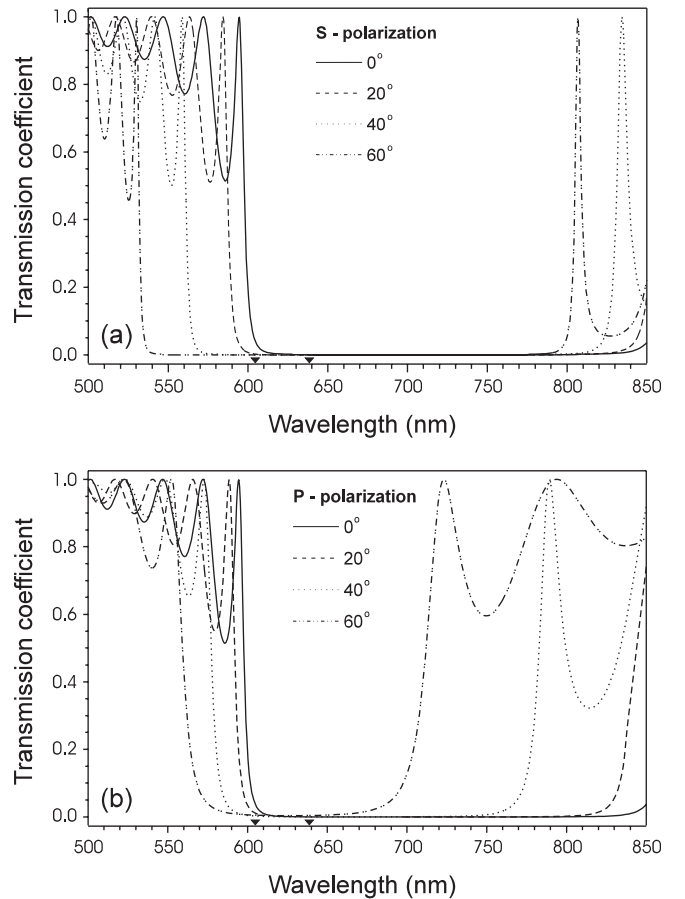 Transmission coefficient
1.0
0.8
0.6
0.4
0.2
0.0
S - polarization
0°
20°
40°
60°
(a)
500 550 600 650 700 750 800 850
Wavelength (nm)
Transmission coefficient
1.0
0.8
0.6
0.4
0.2
0.0
P - polarization
0°
20°
40°
60°
(b)
500 550 600 650 700 750 800 850
Wavelength (nm)